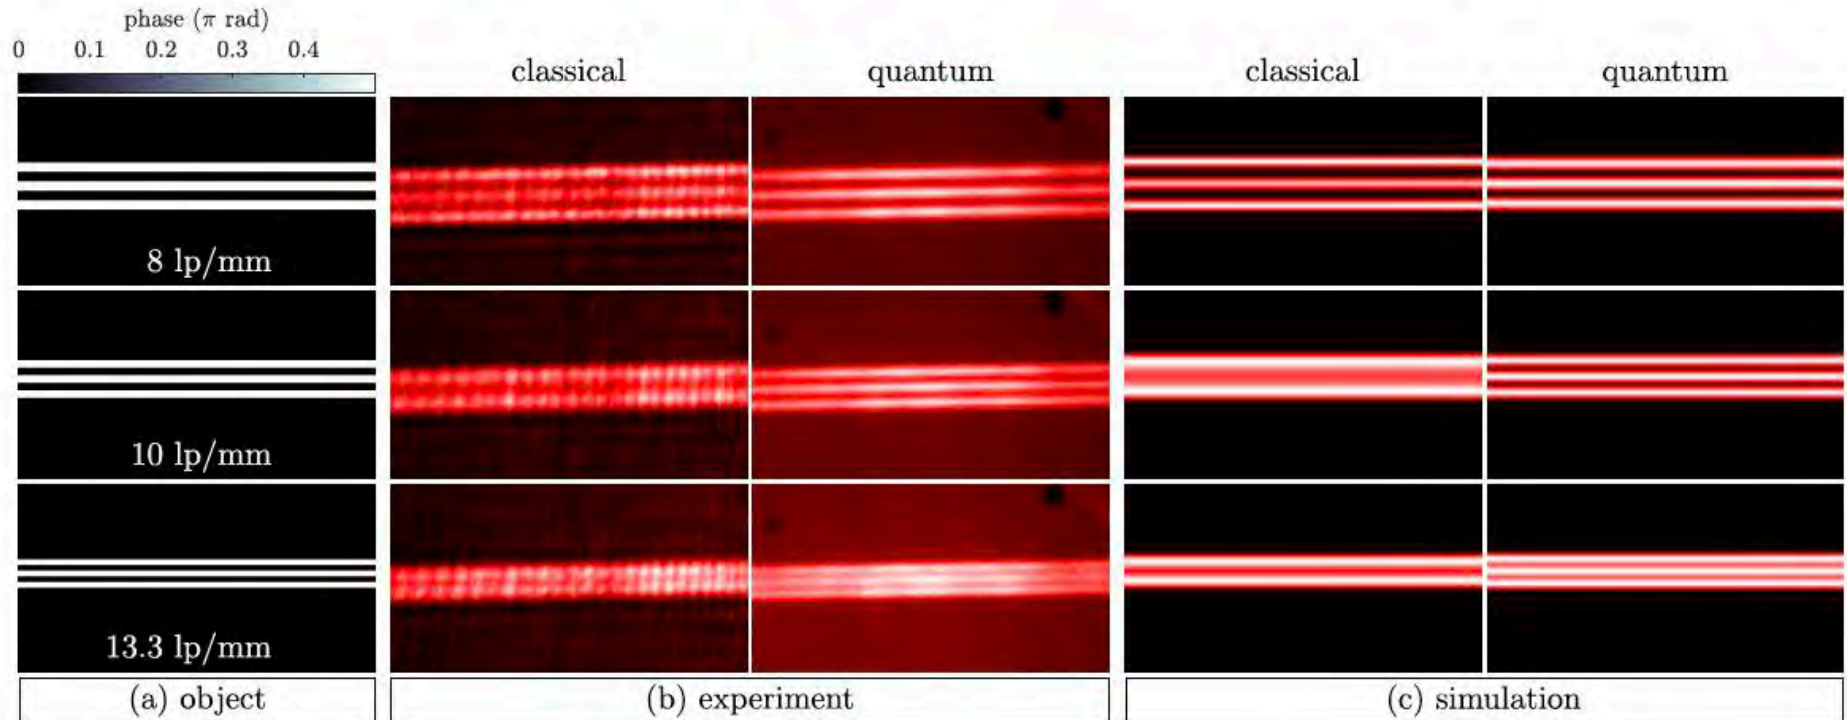 phase (π rad)
0 0.1 0.2 0.3 0.4
classical quantum classical quantum
8 lp/mm
10 lp/mm
13.3 lp/mm
(a) object (b) experiment (c) simulation